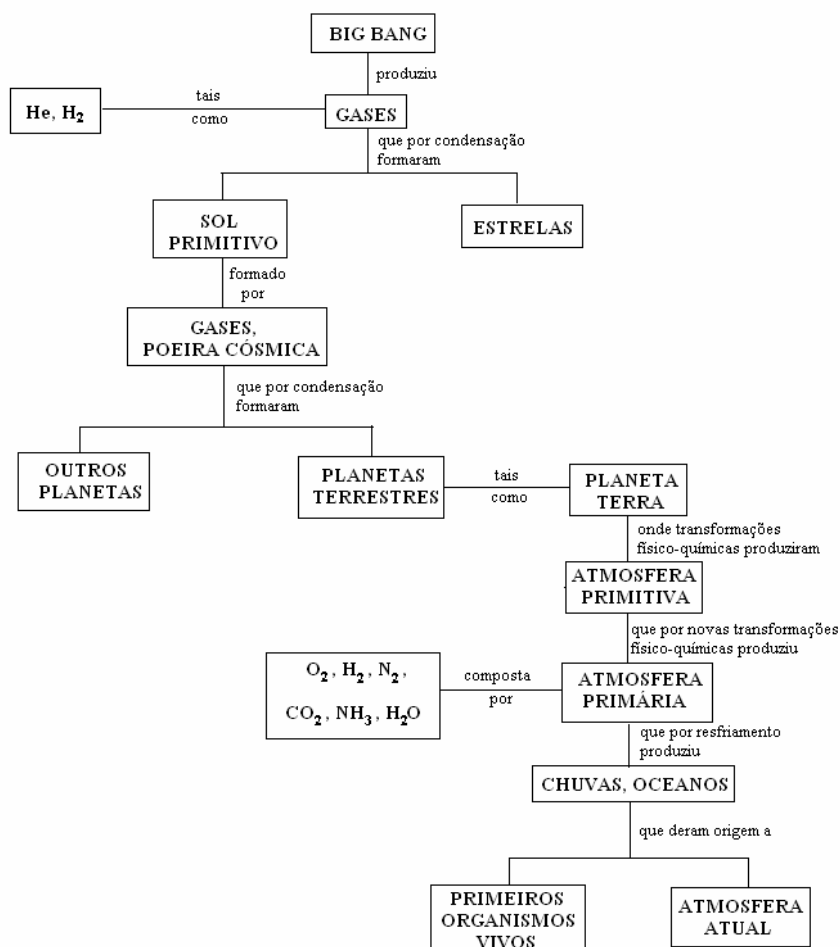 BIG BANG
produziu
He, H₂
tais
como
GASES
que por condensação
formaram
SOL
PRIMITIVO
ESTRELAS
formado
por
GASES,
POEIRA CÓSMICA
que por condensação
formaram
OUTROS
PLANETAS
PLANETAS
TERRESTRES
tais
como
PLANETA
TERRA
onde transformações
físico-químicas produziram
ATMOSFERA
PRIMITIVA
que por novas transformações
físico-químicas produziu
O₂, H₂, N₂,
CO₂, NH₃, H₂O
composta
por
ATMOSFERA
PRIMÁRIA
que por resfriamento
produziu
CHUVAS, OCEANOS
que deram origem a
PRIMEIROS
ORGANISMOS
VIVOS
ATMOSFERA
ATUAL